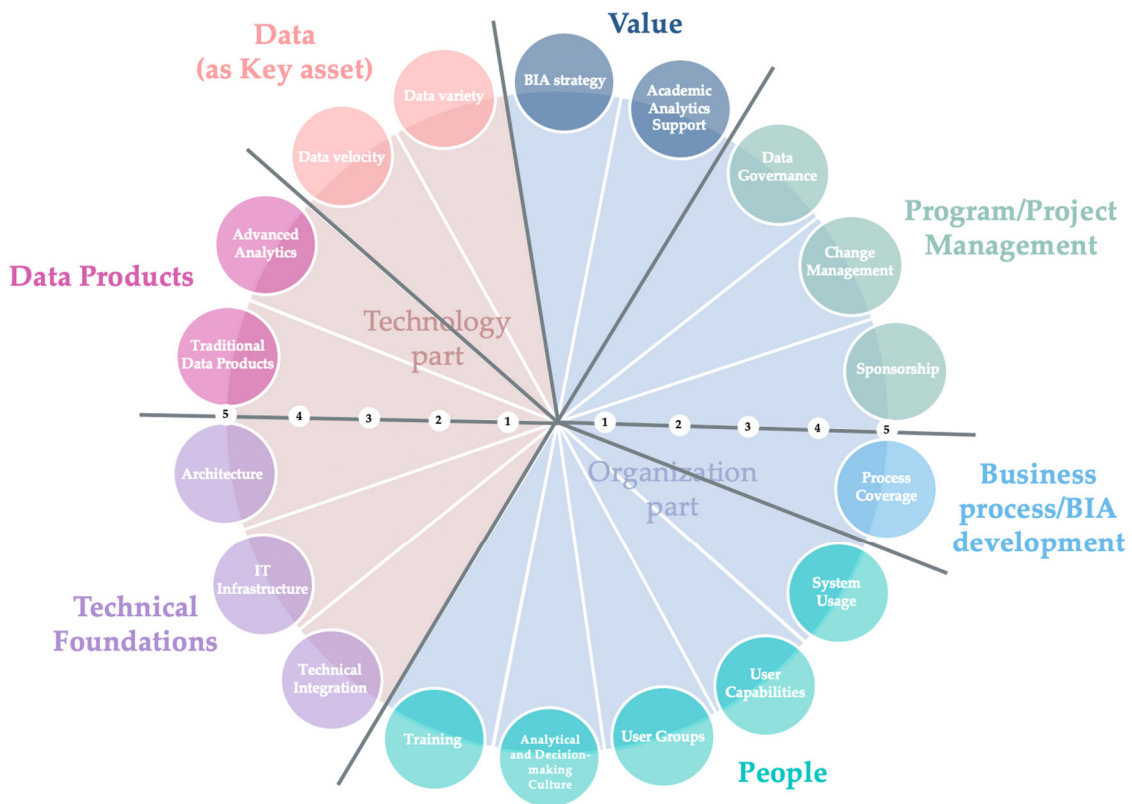 Data
(as Key asset)
Value
Data variety
BIA strategy
Academic
Analytics
Support
Data velocity
Data
Governance
Program/Project
Management
Advanced
Analytics
Data Products
Change
Management
Technology
part
Traditional
Data Products
Sponsorship
5
4
3
2
1
1
2
3
4
5
Architecture
Organization
part
Process
Coverage
Business
process/BIA
development
IT
Infrastructure
System
Usage
Technical
Foundations
Technical
Integration
User
Capabilities
Training
Analytical
and Decision-
making
Culture
User Groups
People